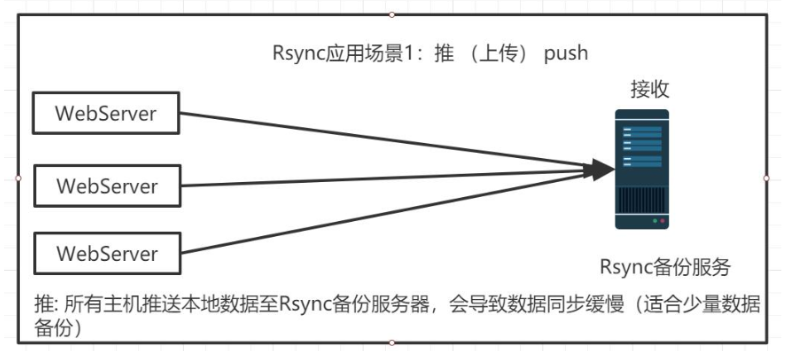 Rsync应用场景1：推 （上传） push
接收
WebServer
WebServer
WebServer
Rsync备份服务
推: 所有主机推送本地数据至Rsync备份服务器，会导致数据同步缓慢（适合少量数据
备份）